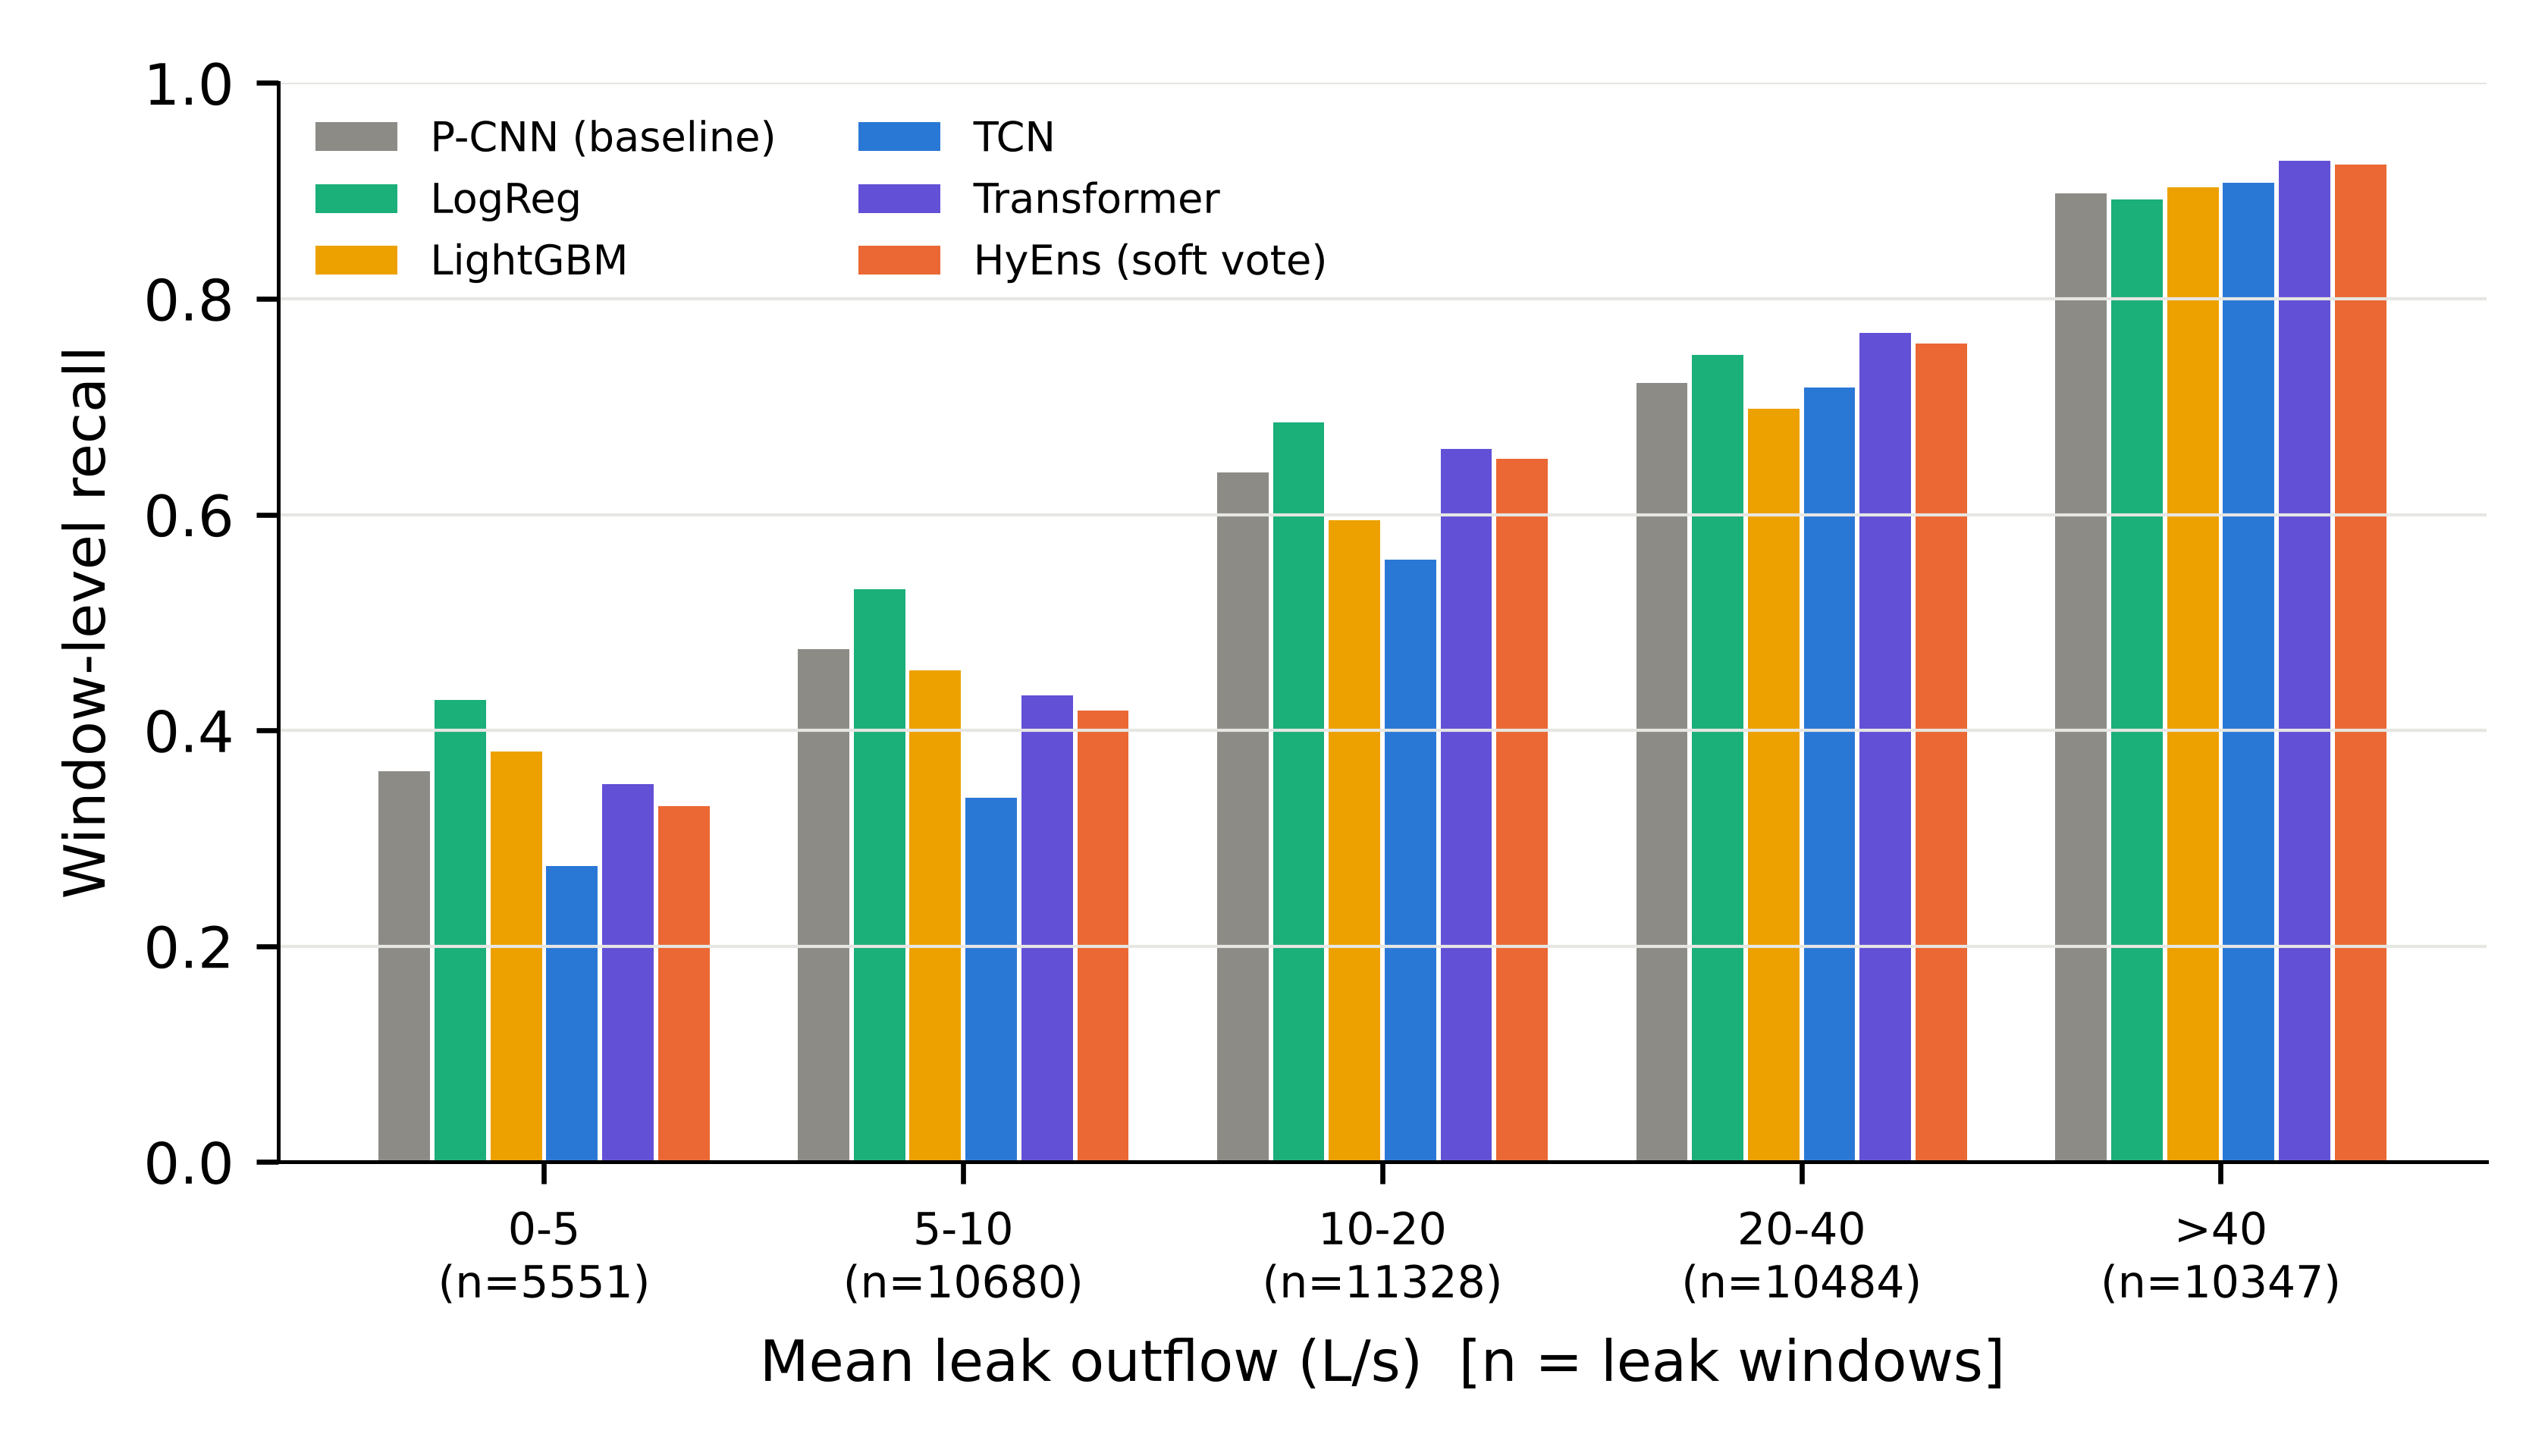 1.0
0.8
0.6
0.4
0.2
0.0
Window-level recall
P-CNN (baseline)
LogReg
LightGBM
TCN
Transformer
HyEns (soft vote)
0-5
(n=5551)
5-10
(n=10680)
10-20
(n=11328)
20-40
(n=10484)
>40
(n=10347)
Mean leak outflow (L/s)  [n = leak windows]